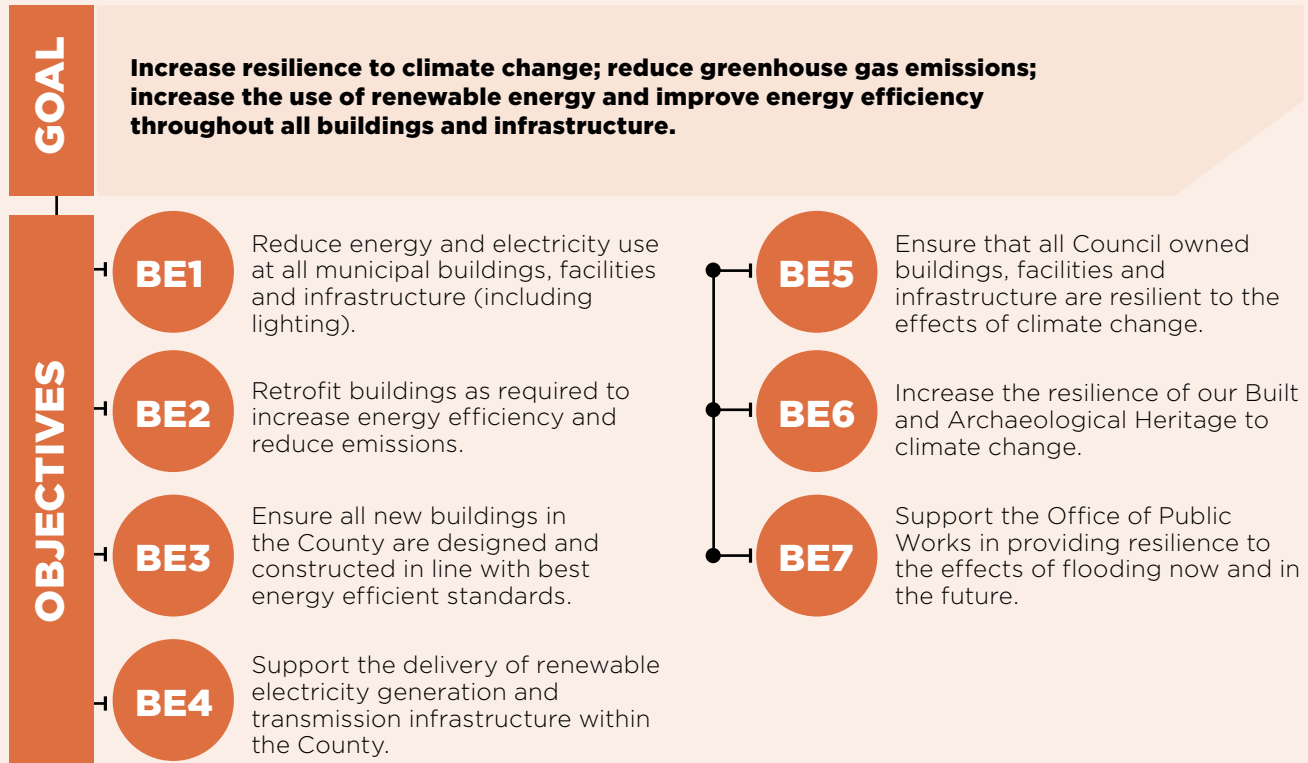 GOAL
Increase resilience to climate change; reduce greenhouse gas emissions;
increase the use of renewable energy and improve energy efficiency
throughout all buildings and infrastructure.
OBJECTIVES
BE1
Reduce energy and electricity use
at all municipal buildings, facilities
and infrastructure (including
lighting).
BE2
Retrofit buildings as required to
increase energy efficiency and
reduce emissions.
BE3
Ensure all new buildings in
the County are designed and
constructed in line with best
energy efficient standards.
BE4
Support the delivery of renewable
electricity generation and
transmission infrastructure within
the County.
BE5
Ensure that all Council owned
buildings, facilities and
infrastructure are resilient to the
effects of climate change.
BE6
Increase the resilience of our Built
and Archaeological Heritage to
climate change.
BE7
Support the Office of Public
Works in providing resilience to
the effects of flooding now and in
the future.